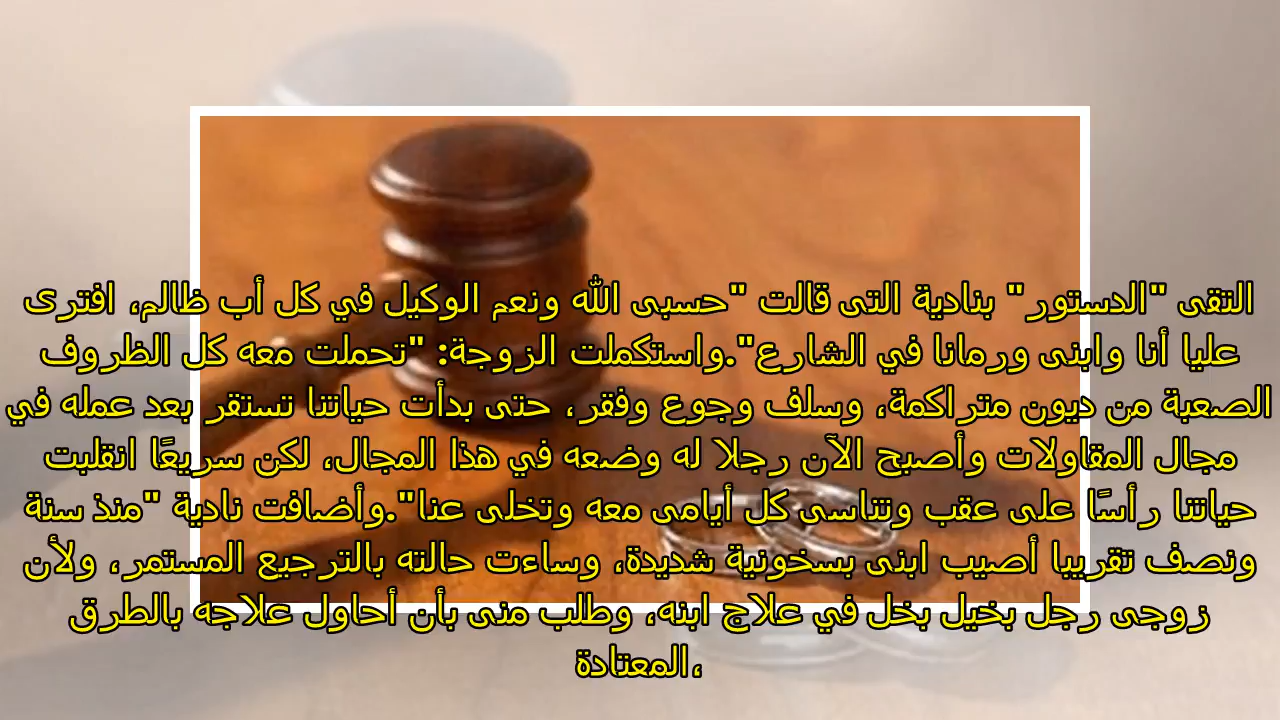 التقى "الدستور" بنادية التى قالت "حسبى الله ونعم الوكيل في كل أب ظالم، افترى
عليا أنا وابنى ورمانا في الشارع".واستكملت الزوجة: "تحملت معه كل الظروف
الصعبة من ديون متراكمة، وسلف وجوع وفقر، حتى بدأت حياتنا تستقر بعد عمله في
مجال المقاولات وأصبح الآن رجلا له وضعه في هذا المجال، لكن سريعًا انقلبت
حياتنا رأسًا على عقب وتناسى كل أيامى معه وتخلى عنا".وأضافت نادية "منذ سنة
ونصف تقريبا أصيب ابنى بسخونية شديدة، وساءت حالته بالترجيع المستمر، ولأن
زوجى رجل بخيل بخل في علاج ابنه، وطلب منى بأن أحاول علاجه بالطرق
المعتادة،